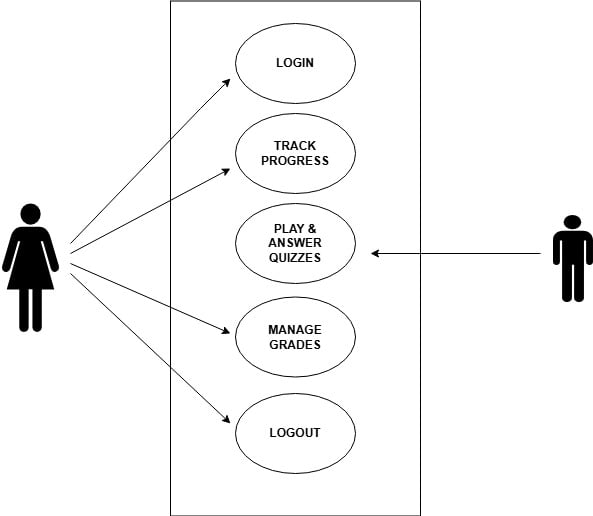 LOGIN
TRACK
PROGRESS
PLAY &
ANSWER
QUIZZES
MANAGE
GRADES
LOGOUT